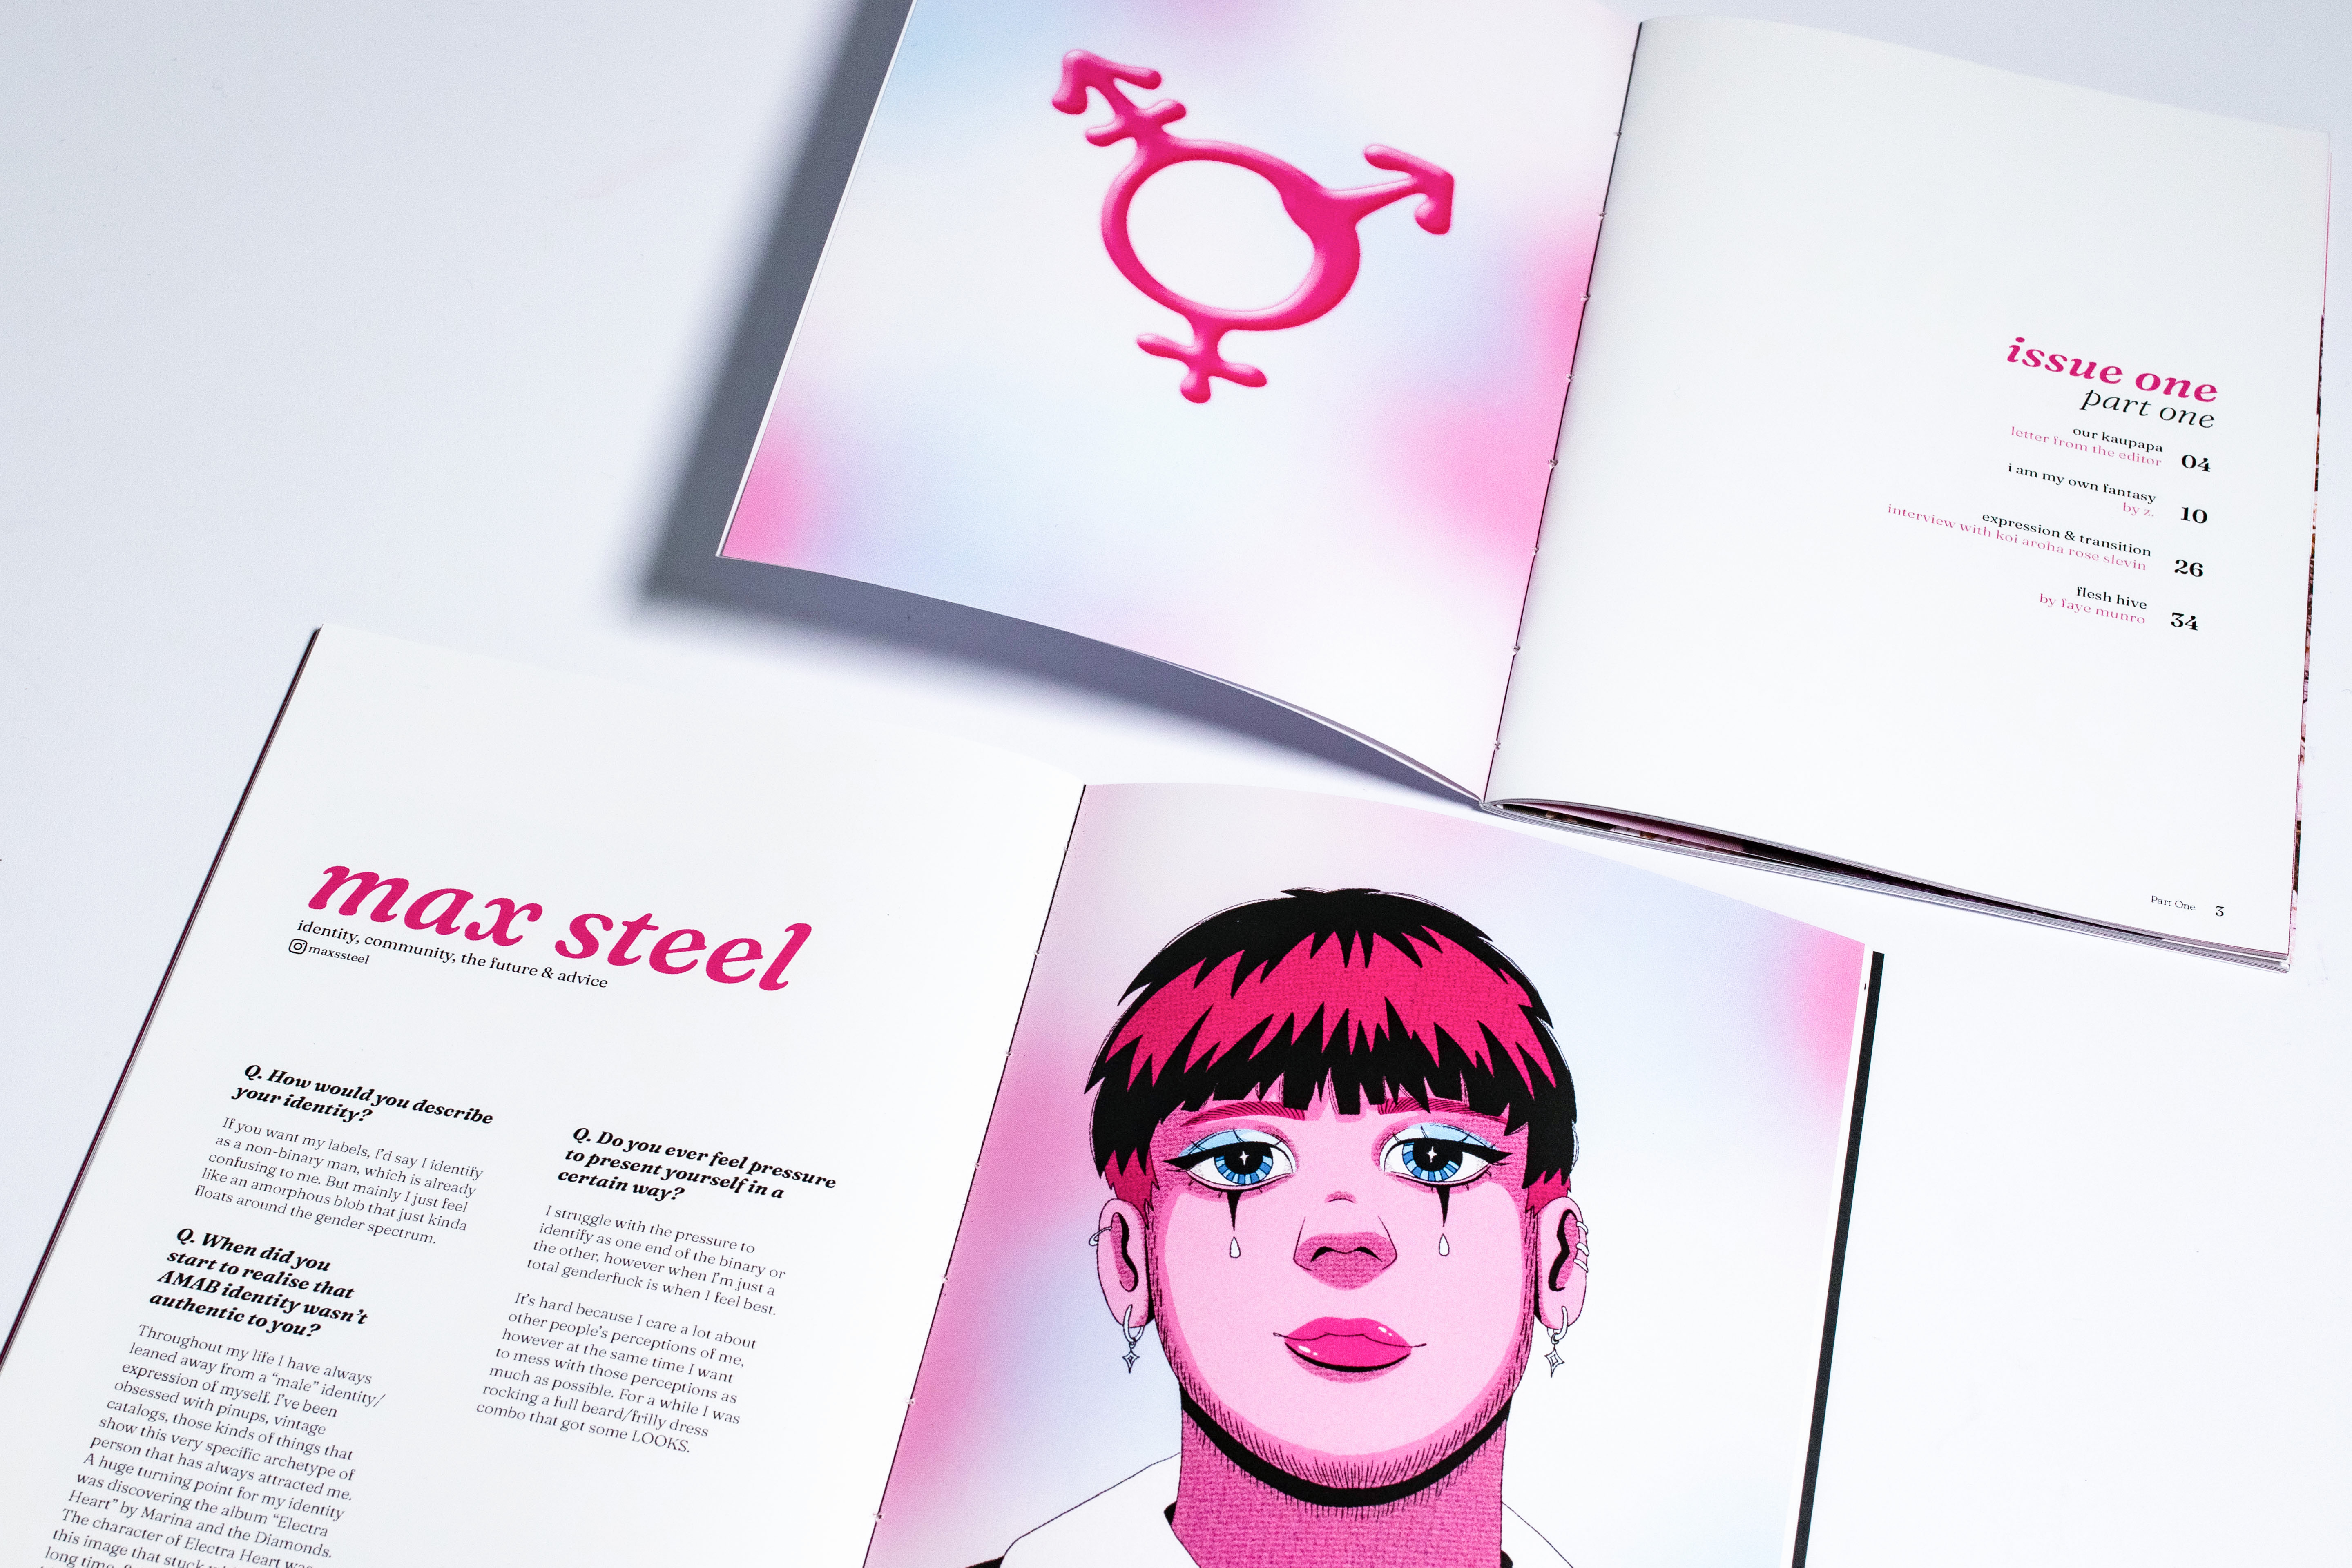 issue one
part one
our kaupapa
letter from the editor
04
i am my own fantasy
by z.
10
expression & transition
interview with koi aroha rose slevin
26
flesh hive
by faye munro
34
Part One 3
max steel
identity, community, the future & advice
maxssteel
Q. How would you describe
your identity?
If you want my labels, I'd say I identify
as a non-binary man, which is already
confusing to me. But mainly I just feel
like an amorphous blob that just kinda
floats around the gender spectrum.
Q. When did you
start to realise that
AMAB identity wasn't
authentic to you?
Throughout my life I have always
leaned away from a "male" identity/
expression of myself. I've been
obsessed with pinups, vintage
catalogs, those kinds of things that
show this very specific archetype of
person that has always attracted me.
A huge turning point for my identity
was discovering the album "Electra
Heart" by Marina and the Diamonds.
The character of Electra Heart was
this image that stuck
long time
Q. Do you ever feel pressure
to present yourself in a
certain way?
I struggle with the pressure to
identify as one end of the binary or
the other, however when I'm just a
total genderfuck is when I feel best.
It's hard because I care a lot about
other people's perceptions of me,
however at the same time I want
to mess with those perceptions as
much as possible. For a while I was
rocking a full beard/frilly dress
combo that got some LOOKS.